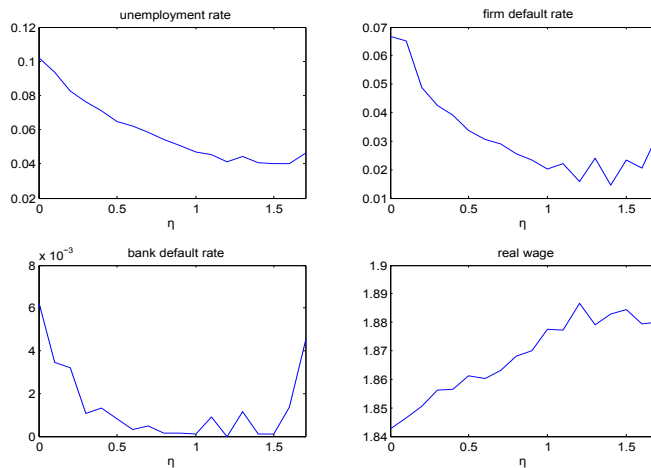 unemployment rate
0.12
0.1
0.08
0.06
0.04
0.02
0 0.5 1 1.5
η
firm default rate
0.07
0.06
0.05
0.04
0.03
0.02
0.01
0 0.5 1 1.5
η
x 10⁻³
bank default rate
8
6
4
2
0
0 0.5 1 1.5
η
real wage
1.9
1.89
1.88
1.87
1.86
1.85
1.84
0 0.5 1 1.5
η